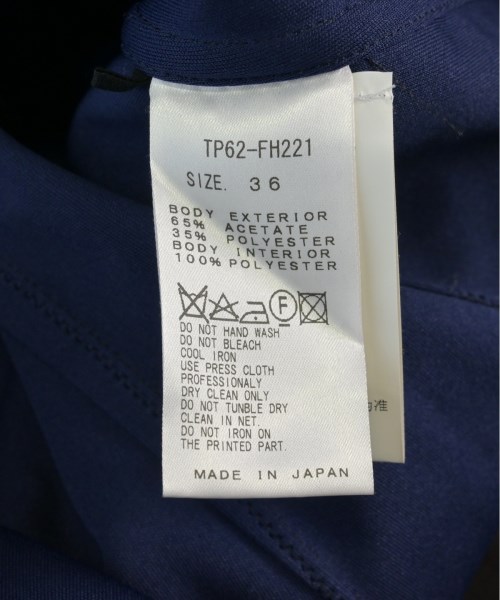 TP62-FH221
SIZE. 36
BODY EXTERIOR
65% ACETATE
35% POLYESTER
BODY INTERIOR
100% POLYESTER
F
DO NOT HAND WASH
DO NOT BLEACH
COOL IRON
USE PRESS CLOTH
PROFESSIONALY
DRY CLEAN ONLY
DO NOT TUNBLE DRY
CLEAN IN NET.
DO NOT IRON ON
THE PRINTED PART.
MADE IN JAPAN
准